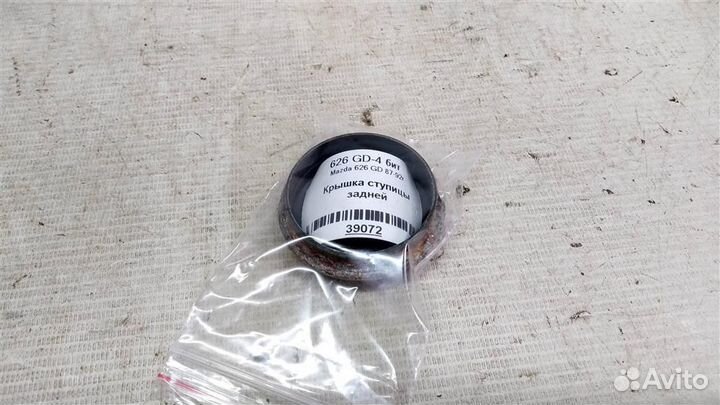 626 GD-4 бит
Mazda 626 GD 87-92г
Крышка ступицы
задней
39072
Avito